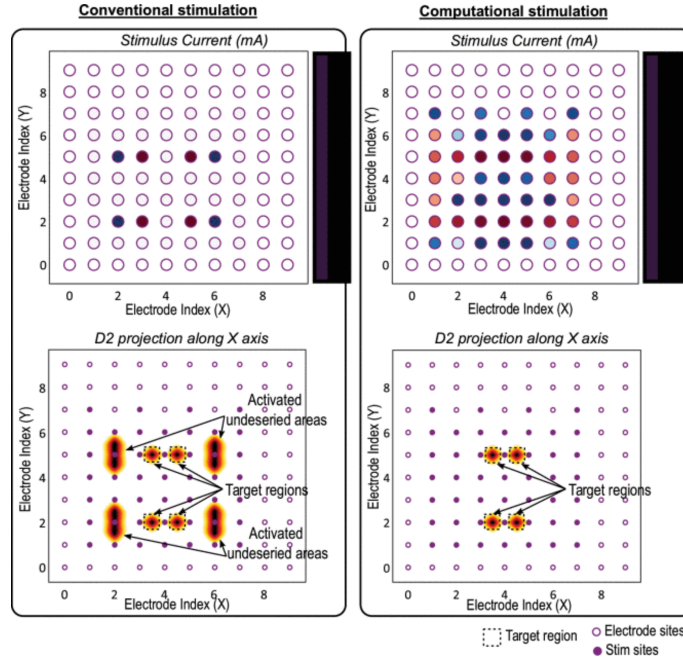 Conventional stimulation
Computational stimulation
Stimulus Current (mA)
Electrode Index (Y)
8
6
4
2
0
0 2 4 6 8
Electrode Index (X)
Stimulus Current (mA)
Electrode Index (Y)
8
6
4
2
0
0 2 4 6 8
Electrode Index (X)
D2 projection along X axis
Electrode Index (Y)
8
6
4
2
0
Activated
undeseried areas
Target regions
Activated
undeseried areas
0 2 4 6 8
Electrode Index (X)
D2 projection along X axis
Electrode Index (Y)
8
6
4
2
0
Target regions
0 2 4 6 8
Electrode Index (X)
Target region
Electrode sites
Stim sites